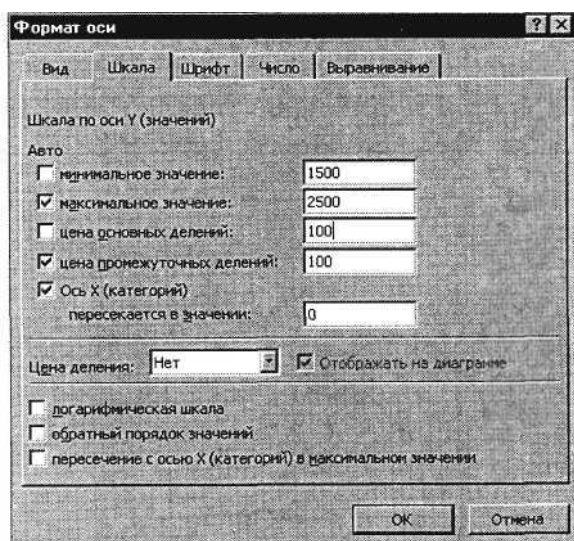 Формат оси
Вид Шкала Шрифт Число Выравнивание
Шкала по оси Y (значений)
Авто
минимальное значение: 1500
максимальное значение: 2500
цена основных делений: 100
цена промежуточных делений: 100
Ось X (категорий)
пересекается в значении: 0
Цена деления: Нет Отображать на диаграмме
логарифмическая шкала
обратный порядок значений
пересечение с осью X (категорий) в максимальном значении
ОК Отмена